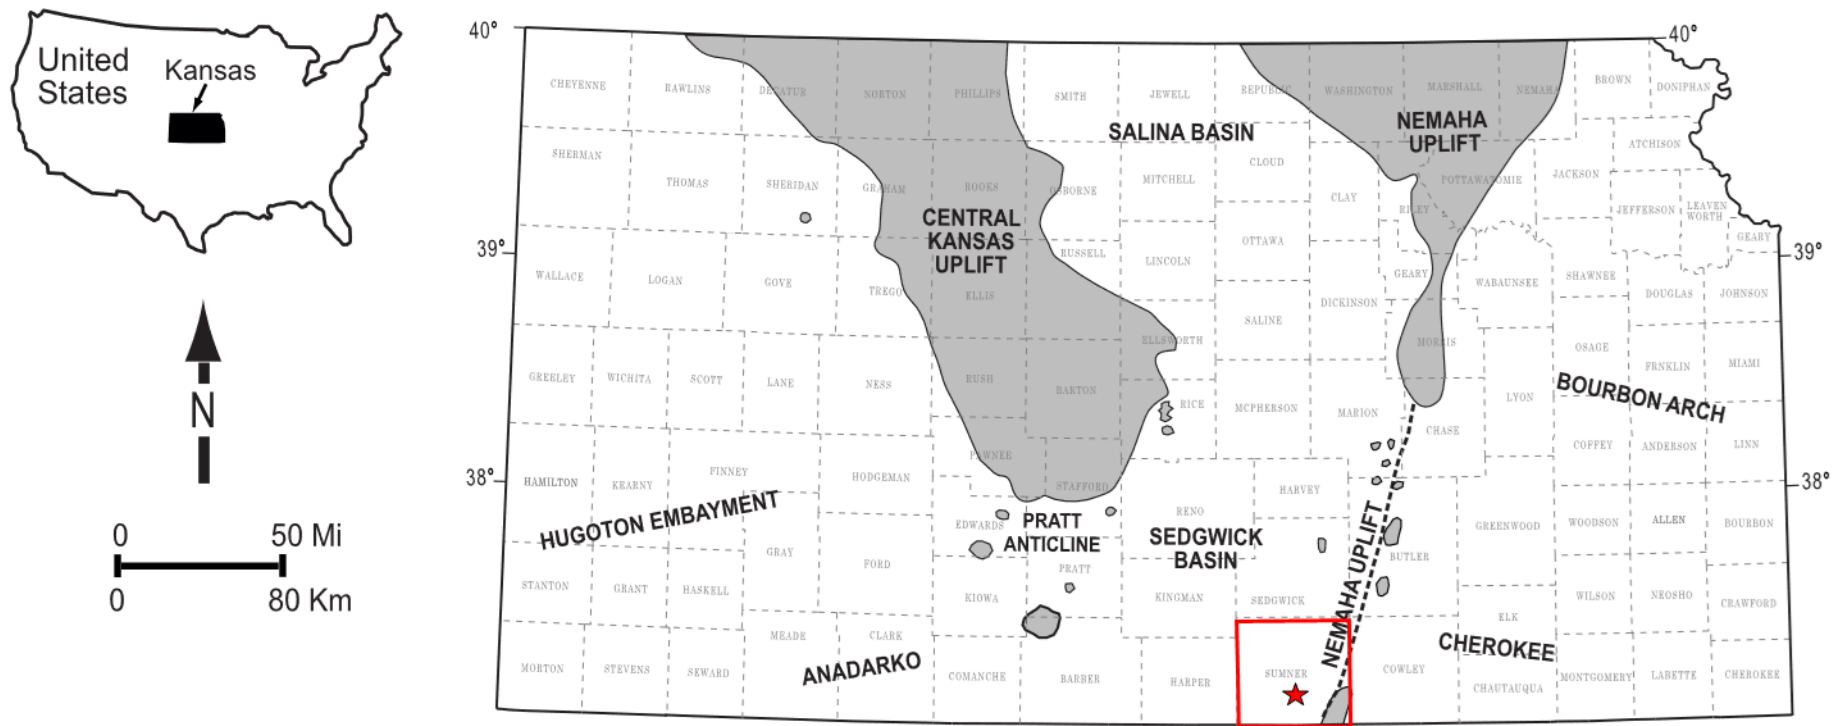 United
States
Kansas
N
0
50 Mi
0
80 Km
40°
40°
39°
39°
38°
38°
CHEYENNE
RAWLINS
DECATUR
NORTON
PHILLIPS
SMITH
JEWELL
REPUBLIC
WASHINGTON
MARSHALL
NEMAHA
BROWN
DONIPHAN
SALINA BASIN
NEMAHA
UPLIFT
SHERMAN
THOMAS
SHERIDAN
GRAHAM
ROOKS
OSBORNE
MITCHELL
CLOUD
CLAY
RILEY
POTTAWATOMIE
JACKSON
ATCHISON
JEFFERSON
LEAVEN
WORTH
GEARY
CENTRAL
KANSAS
UPLIFT
WALLACE
LOGAN
GOVE
TREGO
ELLIS
RUSSELL
LINCOLN
OTTAWA
SALINE
DICKINSON
GEARY
WABAUNSEE
SHAWNEE
DOUGLAS
JOHNSON
GREELEY
WICHITA
SCOTT
LANE
NESS
RUSH
BARTON
ELLSWORTH
RICE
MCPHERSON
MARION
MORRIS
CHASE
LYON
OSAGE
FRNKLIN
MIAMI
BOURBON ARCH
COFFEY
ANDERSON
LINN
HAMILTON
KEARNY
FINNEY
HODGEMAN
PAWNEE
STAFFORD
HUGOTON EMBAYMENT
EDWARDS
PRATT
ANTICLINE
RENO
SEDGWICK
BASIN
HARVEY
NEMAHA UPLIFT
BUTLER
GREENWOOD
WOODSON
ALLEN
BOURBON
STANTON
GRANT
HASKELL
GRAY
FORD
KIOWA
PRATT
KINGMAN
SEDGWICK
ELK
WILSON
NEOSHO
CRAWFORD
MORTON
STEVENS
SEWARD
MEADE
CLARK
ANADARKO
COMANCHE
BARBER
HARPER
SUMNER
COWLEY
CHEROKEE
CHAUTAUQUA
MONTGOMERY
LABETTE
CHEROKEE